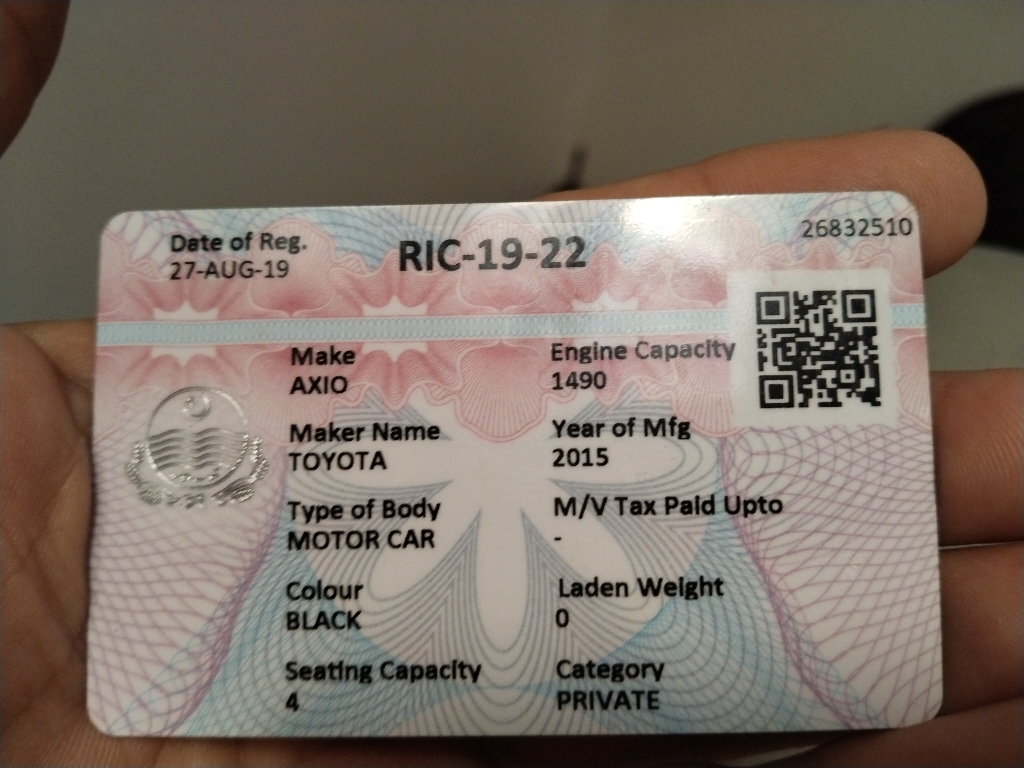 Date of Reg.
27-AUG-19
RIC-19-22
26832510
Make
AXIO
Engine Capacity
1490
Maker Name
TOYOTA
Year of Mfg
2015
Type of Body
MOTOR CAR
M/V Tax Paid Upto
-
Colour
BLACK
Laden Weight
0
Seating Capacity
4
Category
PRIVATE